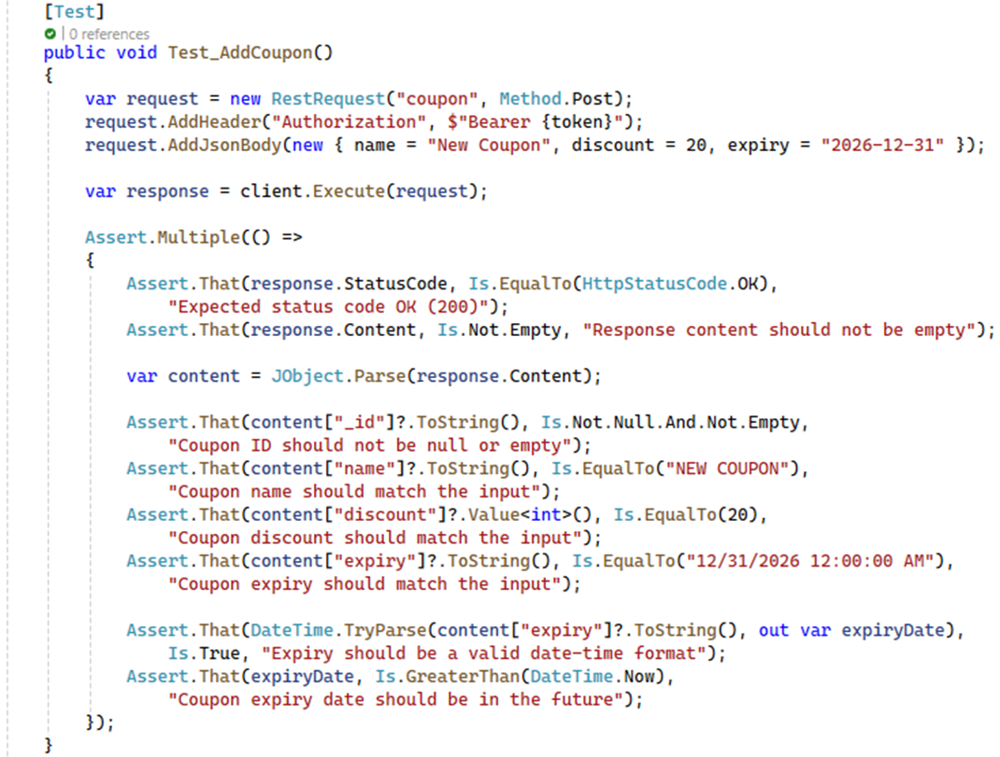 [Test]
| 0 references
public void Test_AddCoupon()
{
    var request = new RestRequest("coupon", Method.Post);
    request.AddHeader("Authorization", $"Bearer {token}");
    request.AddJsonBody(new { name = "New Coupon", discount = 20, expiry = "2026-12-31" });

    var response = client.Execute(request);

    Assert.Multiple(() =>
    {
        Assert.That(response.StatusCode, Is.EqualTo(HttpStatusCode.OK),
            "Expected status code OK (200)");
        Assert.That(response.Content, Is.Not.Empty, "Response content should not be empty");

        var content = JObject.Parse(response.Content);

        Assert.That(content["_id"]?.ToString(), Is.Not.Null.And.Not.Empty,
            "Coupon ID should not be null or empty");
        Assert.That(content["name"]?.ToString(), Is.EqualTo("NEW COUPON"),
            "Coupon name should match the input");
        Assert.That(content["discount"]?.Value<int>(), Is.EqualTo(20),
            "Coupon discount should match the input");
        Assert.That(content["expiry"]?.ToString(), Is.EqualTo("12/31/2026 12:00:00 AM"),
            "Coupon expiry should match the input");

        Assert.That(DateTime.TryParse(content["expiry"]?.ToString(), out var expiryDate),
            Is.True, "Expiry should be a valid date-time format");
        Assert.That(expiryDate, Is.GreaterThan(DateTime.Now),
            "Coupon expiry date should be in the future");
    });
}